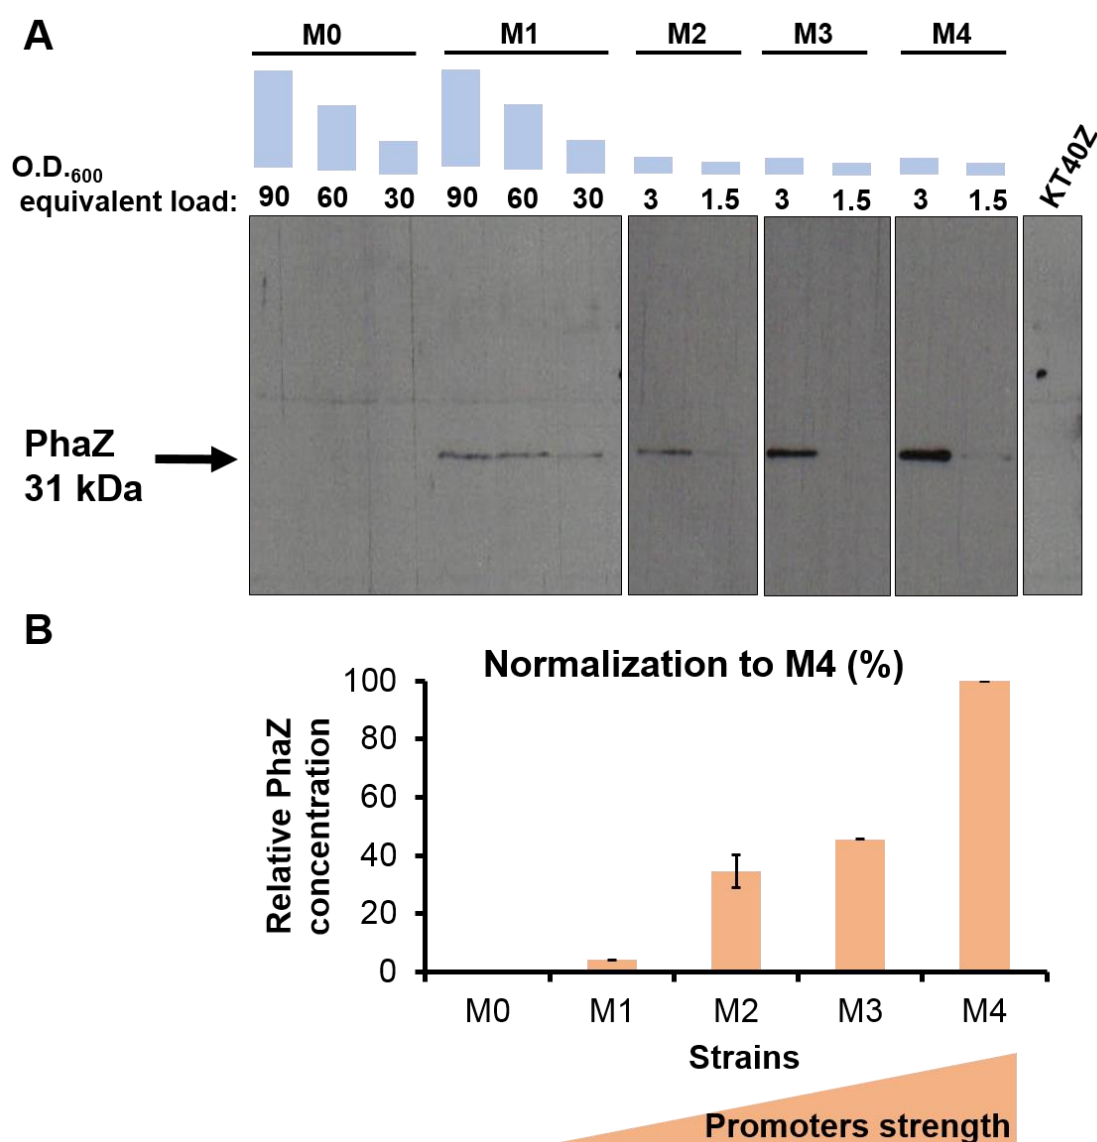 A
M0 M1 M2 M3 M4
O.D.600
equivalent load:
90 60 30 90 60 30 3 1.5 3 1.5 3 1.5
KT40Z
PhaZ
31 kDa
B
Normalization to M4 (%)
Relative PhaZ
concentration
100
80
60
40
20
0
M0 M1 M2 M3 M4
Strains
Promoters strength